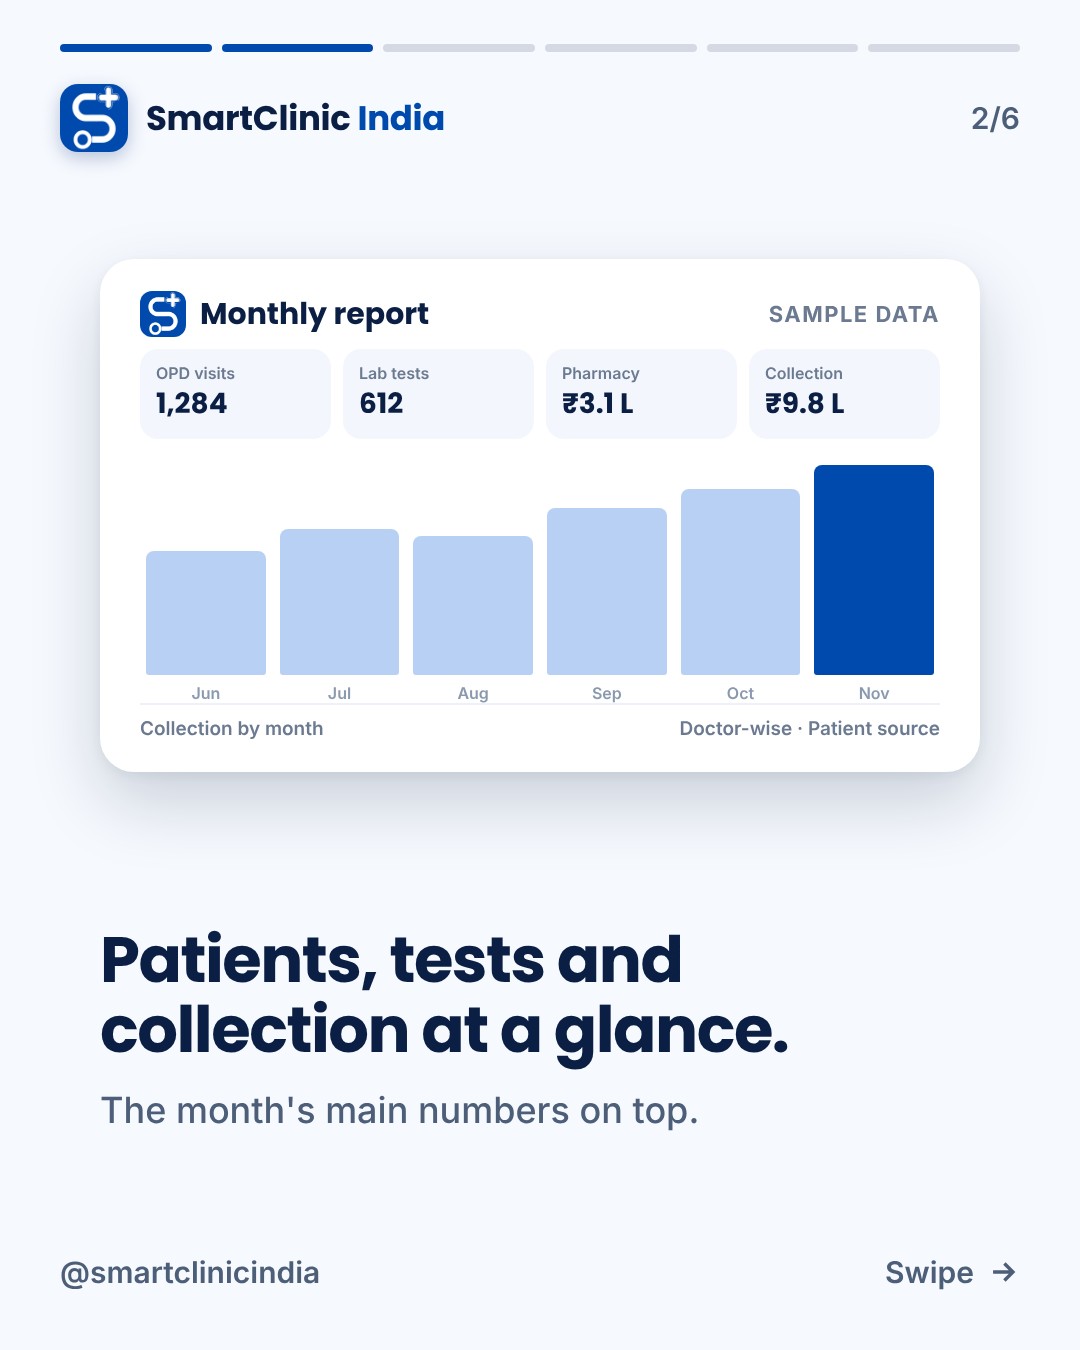 SmartClinic India
2/6
Monthly report
SAMPLE DATA
OPD visits
1,284
Lab tests
612
Pharmacy
₹3.1 L
Collection
₹9.8 L
Jun
Jul
Aug
Sep
Oct
Nov
Collection by month
Doctor-wise · Patient source
Patients, tests and
collection at a glance.
The month's main numbers on top.
@smartclinicindia
Swipe →